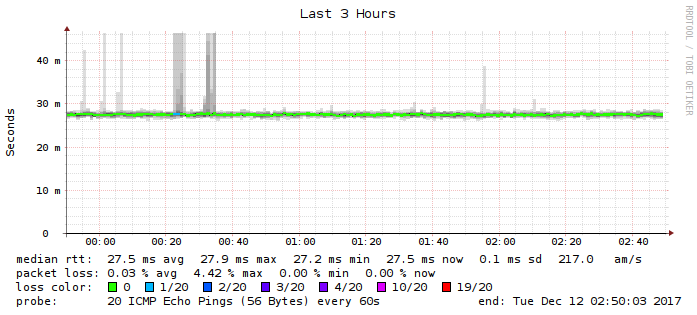 Last 3 Hours
RRDTOOL / TOBI OETIKER
Seconds
40 m
30 m
20 m
10 m
0
00:00 00:20 00:40 01:00 01:20 01:40 02:00 02:20 02:40
median rtt: 27.5 ms avg 27.9 ms max 27.2 ms min 27.5 ms now 0.1 ms sd 217.0 am/s
packet loss: 0.03 % avg 4.42 % max 0.00 % min 0.00 % now
loss color: 0 1/20 2/20 3/20 4/20 10/20 19/20
probe: 20 ICMP Echo Pings (56 Bytes) every 60s end: Tue Dec 12 02:50:03 2017